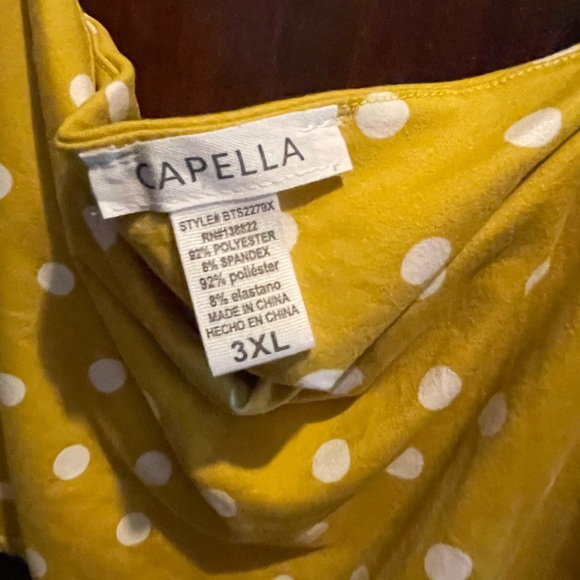 CAPELLA
STYLE# BTS2279X
RN#138822
92% POLYESTER
8% SPANDEX
92% poliéster
8% elastano
MADE IN CHINA
HECHO EN CHINA
3XL